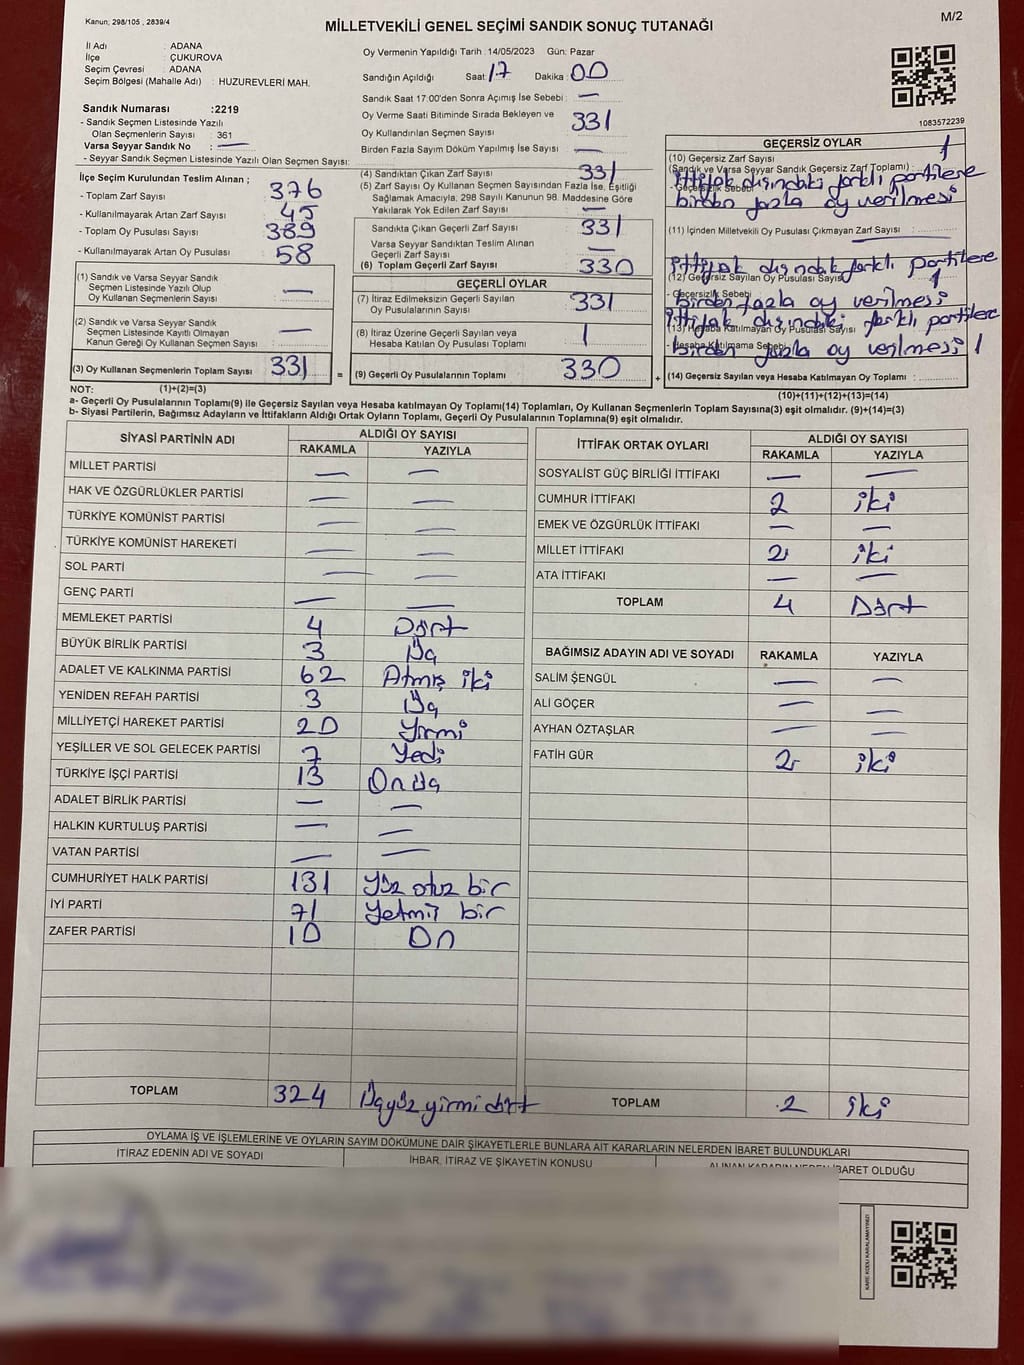 Kanun; 298/105 , 2839/4
MİLLETVEKİLİ GENEL SEÇİMİ SANDIK SONUÇ TUTANAĞI
M/2
İl Adı : ADANA
İlçe : ÇUKUROVA
Seçim Çevresi : ADANA
Seçim Bölgesi (Mahalle Adı) : HUZUREVLERİ MAH.
Sandık Numarası :2219
- Sandık Seçmen Listesinde Yazılı
Olan Seçmenlerin Sayısı : 361
Varsa Seyyar Sandık No : —
- Seyyar Sandık Seçmen Listesinde Yazılı Olan Seçmen Sayısı:
Oy Vermenin Yapıldığı Tarih : 14/05/2023 Gün: Pazar
Sandığın Açıldığı Saat: 17 Dakika : 00
Sandık Saat 17:00'den Sonra Açımış İse Sebebi : —
Oy Verme Saati Bitiminde Sırada Bekleyen ve
Oy Kullandırılan Seçmen Sayısı : 331
Birden Fazla Sayım Döküm Yapılmış İse Sayısı : —
1083572239
İlçe Seçim Kurulundan Teslim Alınan ;
- Toplam Zarf Sayısı : 376
- Kullanılmayarak Artan Zarf Sayısı : 45
- Toplam Oy Pusulası Sayısı : 389
- Kullanılmayarak Artan Oy Pusulası : 58
(1) Sandık ve Varsa Seyyar Sandık
Seçmen Listesinde Yazılı Olup
Oy Kullanan Seçmenlerin Sayısı : —
(2) Sandık ve Varsa Seyyar Sandık
Seçmen Listesinde Kayıtlı Olmayan
Kanun Gereği Oy Kullanan Seçmen Sayısı : —
(3) Oy Kullanan Seçmenlerin Toplam Sayısı : 331
(4) Sandıktan Çıkan Zarf Sayısı : 331
(5) Zarf Sayısı Oy Kullanan Seçmen Sayısından Fazla İse, Eşitliği
Sağlamak Amacıyla; 298 Sayılı Kanunun 98. Maddesine Göre
Yakılarak Yok Edilen Zarf Sayısı : —
Sandıkta Çıkan Geçerli Zarf Sayısı : 331
Varsa Seyyar Sandıktan Teslim Alınan
Geçerli Zarf Sayısı : —
(6) Toplam Geçerli Zarf Sayısı : 330
GEÇERLİ OYLAR
(7) İtiraz Edilmeksizin Geçerli Sayılan
Oy Pusulalarının Sayısı : 331
(8) İtiraz Üzerine Geçerli Sayılan veya
Hesaba Katılan Oy Pusulası Toplamı : 1
= (9) Geçerli Oy Pusulalarının Toplamı : 330 +
GEÇERSİZ OYLAR
(10) Geçersiz Zarf Sayısı
(Sandık ve Varsa Seyyar Sandık Geçersiz Zarf Toplamı) : 1
- Geçersizlik Sebebi
ittifak dışındaki farklı partilere
birden fazla oy verilmesi
(11) İçinden Milletvekili Oy Pusulası Çıkmayan Zarf Sayısı : —
ittifak dışındaki farklı partilere
(12) Geçersiz Sayılan Oy Pusulası Sayısı : 1
- Geçersizlik Sebebi
birden fazla oy verilmesi
ittifak dışındaki farklı partilere
(13) Hesaba Katılmayan Oy Pusulası Sayısı
- Hesaba Katılmama Sebebi
birden fazla oy verilmesi 1
(14) Geçersiz Sayılan veya Hesaba Katılmayan Oy Toplamı :
NOT: (1)+(2)=(3)
(10)+(11)+(12)+(13)=(14)
a- Geçerli Oy Pusulalarının Toplamı(9) ile Geçersiz Sayılan veya Hesaba katılmayan Oy Toplamı(14) Toplamları, Oy Kullanan Seçmenlerin Toplam Sayısına(3) eşit olmalıdır. (9)+(14)=(3)
b- Siyasi Partilerin, Bağımsız Adayların ve İttifakların Aldığı Ortak Oyların Toplamı, Geçerli Oy Pusulalarının Toplamına(9) eşit olmalıdır.
SİYASİ PARTİNİN ADI ALDIĞI OY SAYISI
RAKAMLA YAZIYLA
MİLLET PARTİSİ — —
HAK VE ÖZGÜRLÜKLER PARTİSİ — —
TÜRKİYE KOMÜNİST PARTİSİ — —
TÜRKİYE KOMÜNİST HAREKETİ — —
SOL PARTİ — —
GENÇ PARTİ — —
MEMLEKET PARTİSİ 4 Dört
BÜYÜK BİRLİK PARTİSİ 3 Üç
ADALET VE KALKINMA PARTİSİ 62 Atmış iki
YENİDEN REFAH PARTİSİ 3 Üç
MİLLİYETÇİ HAREKET PARTİSİ 20 Yirmi
YEŞİLLER VE SOL GELECEK PARTİSİ 7 Yedi
TÜRKİYE İŞÇİ PARTİSİ 13 Onüç
ADALET BİRLİK PARTİSİ — —
HALKIN KURTULUŞ PARTİSİ — —
VATAN PARTİSİ — —
CUMHURİYET HALK PARTİSİ 131 Yüz otuz bir
İYİ PARTİ 71 Yetmiş bir
ZAFER PARTİSİ 10 On
TOPLAM 324 Üçyüz yirmi dört
İTTİFAK ORTAK OYLARI ALDIĞI OY SAYISI
RAKAMLA YAZIYLA
SOSYALİST GÜÇ BİRLİĞİ İTTİFAKI — —
CUMHUR İTTİFAKI 2 iki
EMEK VE ÖZGÜRLÜK İTTİFAKI — —
MİLLET İTTİFAKI 2 iki
ATA İTTİFAKI — —
TOPLAM 4 Dört
BAĞIMSIZ ADAYIN ADI VE SOYADI RAKAMLA YAZIYLA
SALİM ŞENGÜL — —
ALİ GÖÇER — —
AYHAN ÖZTAŞLAR — —
FATİH GÜR 2 iki
TOPLAM 2 iki
OYLAMA İŞ VE İŞLEMLERİNE VE OYLARIN SAYIM DÖKÜMÜNE DAİR ŞİKAYETLERLE BUNLARA AİT KARARLARIN NELERDEN İBARET BULUNDUKLARI
İTİRAZ EDENİN ADI VE SOYADI İHBAR, İTİRAZ VE ŞİKAYETİN KONUSU ALINAN KARARIN NEDEN İBARET OLDUĞU
KARE KODU KARALAMAYINIZ!